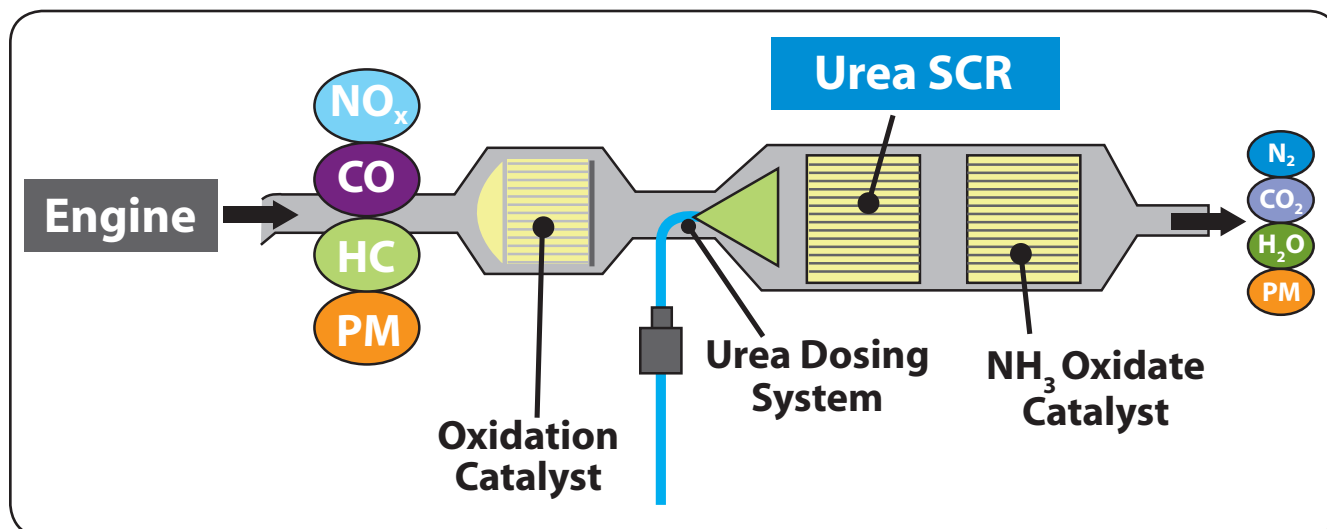 Urea SCR
NOₓ
CO
HC
PM
Engine
N₂
CO₂
H₂O
PM
Oxidation
Catalyst
Urea Dosing
System
NH₃ Oxidate
Catalyst